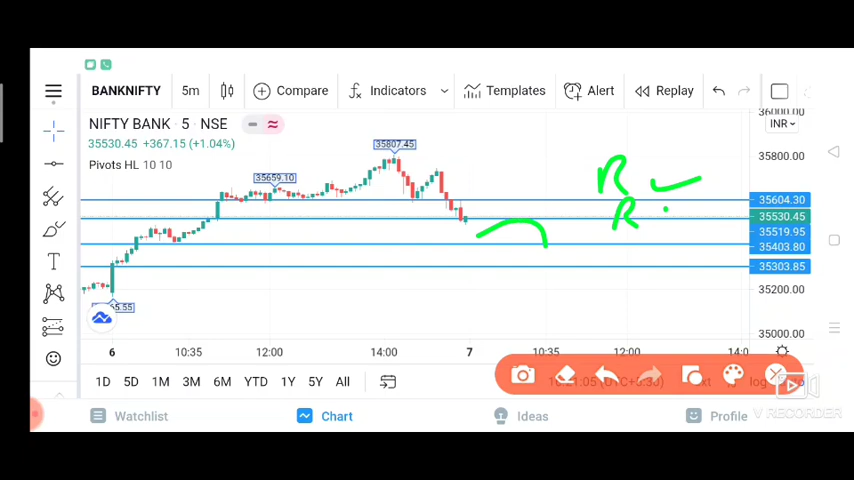 BANKNIFTY 5m Compare Indicators Templates Alert Replay
NIFTY BANK · 5 · NSE
35530.45 +367.15 (+1.04%)
Pivots HL 10 10
36000.00
INR
35807.45
35800.00
35659.10
R
R
35604.30
35530.45
35519.95
35403.80
35303.85
35200.00
35000.00
6 10:35 12:00 14:00 7 10:35 12:00 14:0
1D 5D 1M 3M 6M YTD 1Y 5Y All
log
Watchlist Chart Ideas Profile
V RECORDER